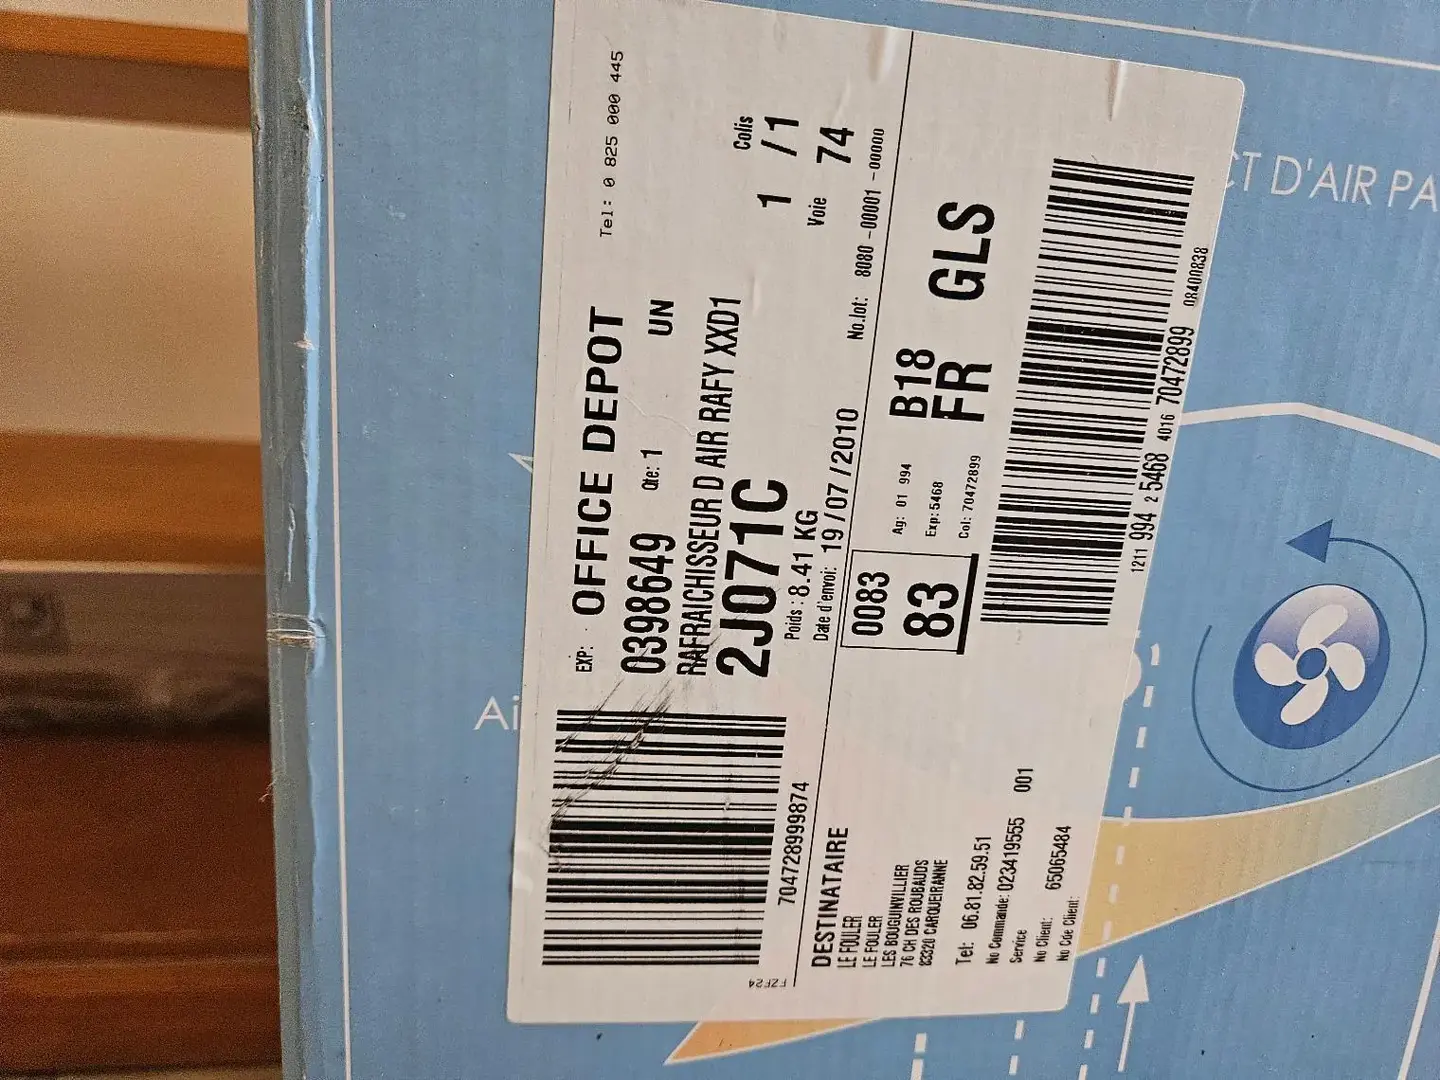 Tel: 0 825 000 445
EXP: OFFICE DEPOT
0398649 Qte: 1 UN
RAFRAICHISSEUR D AIR RAFY XXD1
2J071C
Colis
1 /1
Poids : 8.41 KG
Voie 74
Date d'envoi: 19 /07 /2010
No.lot: 8080 -00001 -00000
704728999874
FZF24
DESTINATAIRE
LE FOULER
LE FOULER
LES BOUGUINVILLIER
76 CH DES ROUBAUDS
83320 CARQUEIRANNE
Tel: 06.81.82.59.51
No Commande: 023419555 001
Service
No Client: 65065484
No Cde Client:
0083
83
Ag: 01 994
Exp: 5468
Col: 70472899
B18
FR GLS
1211 994 2 5468 4016 70472899 08400838
Ai
CT D'AIR PA